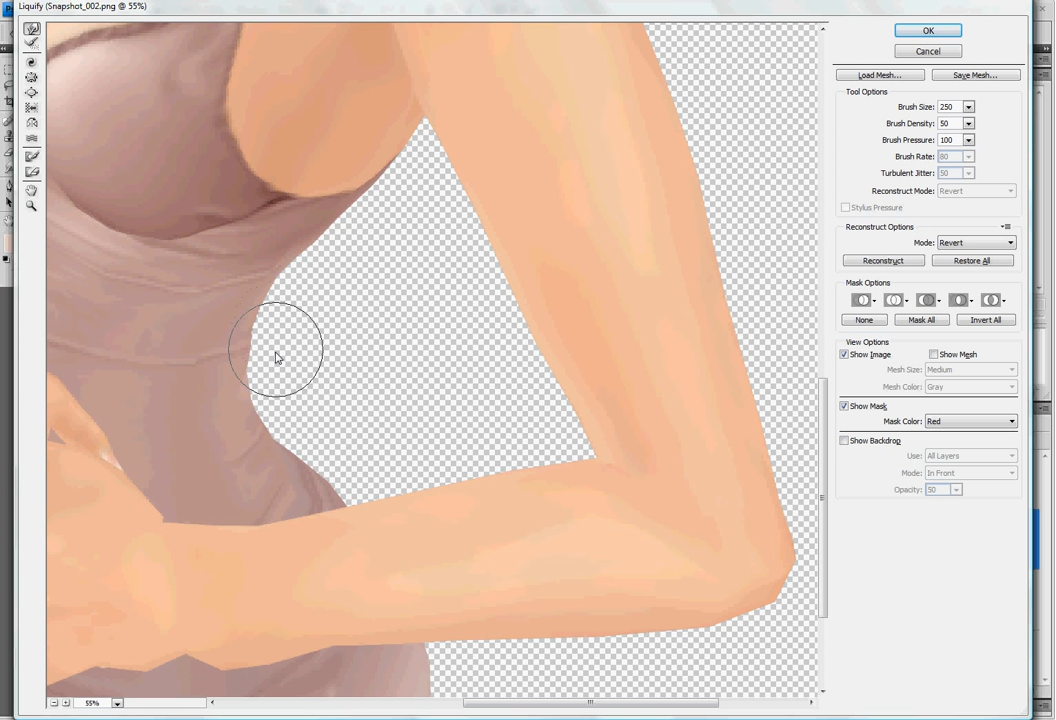 Liquify (Snapshot_002.png @ 55%)
OK
Cancel
Load Mesh... Save Mesh...
Tool Options
Brush Size: 250
Brush Density: 50
Brush Pressure: 100
Brush Rate: 80
Turbulent Jitter: 50
Reconstruct Mode: Revert
Stylus Pressure
Reconstruct Options
Mode: Revert
Reconstruct Restore All
Mask Options
None Mask All Invert All
View Options
Show Image Show Mesh
Mesh Size: Medium
Mesh Color: Gray
Show Mask
Mask Color: Red
Show Backdrop
Use: All Layers
Mode: In Front
Opacity: 50
55%